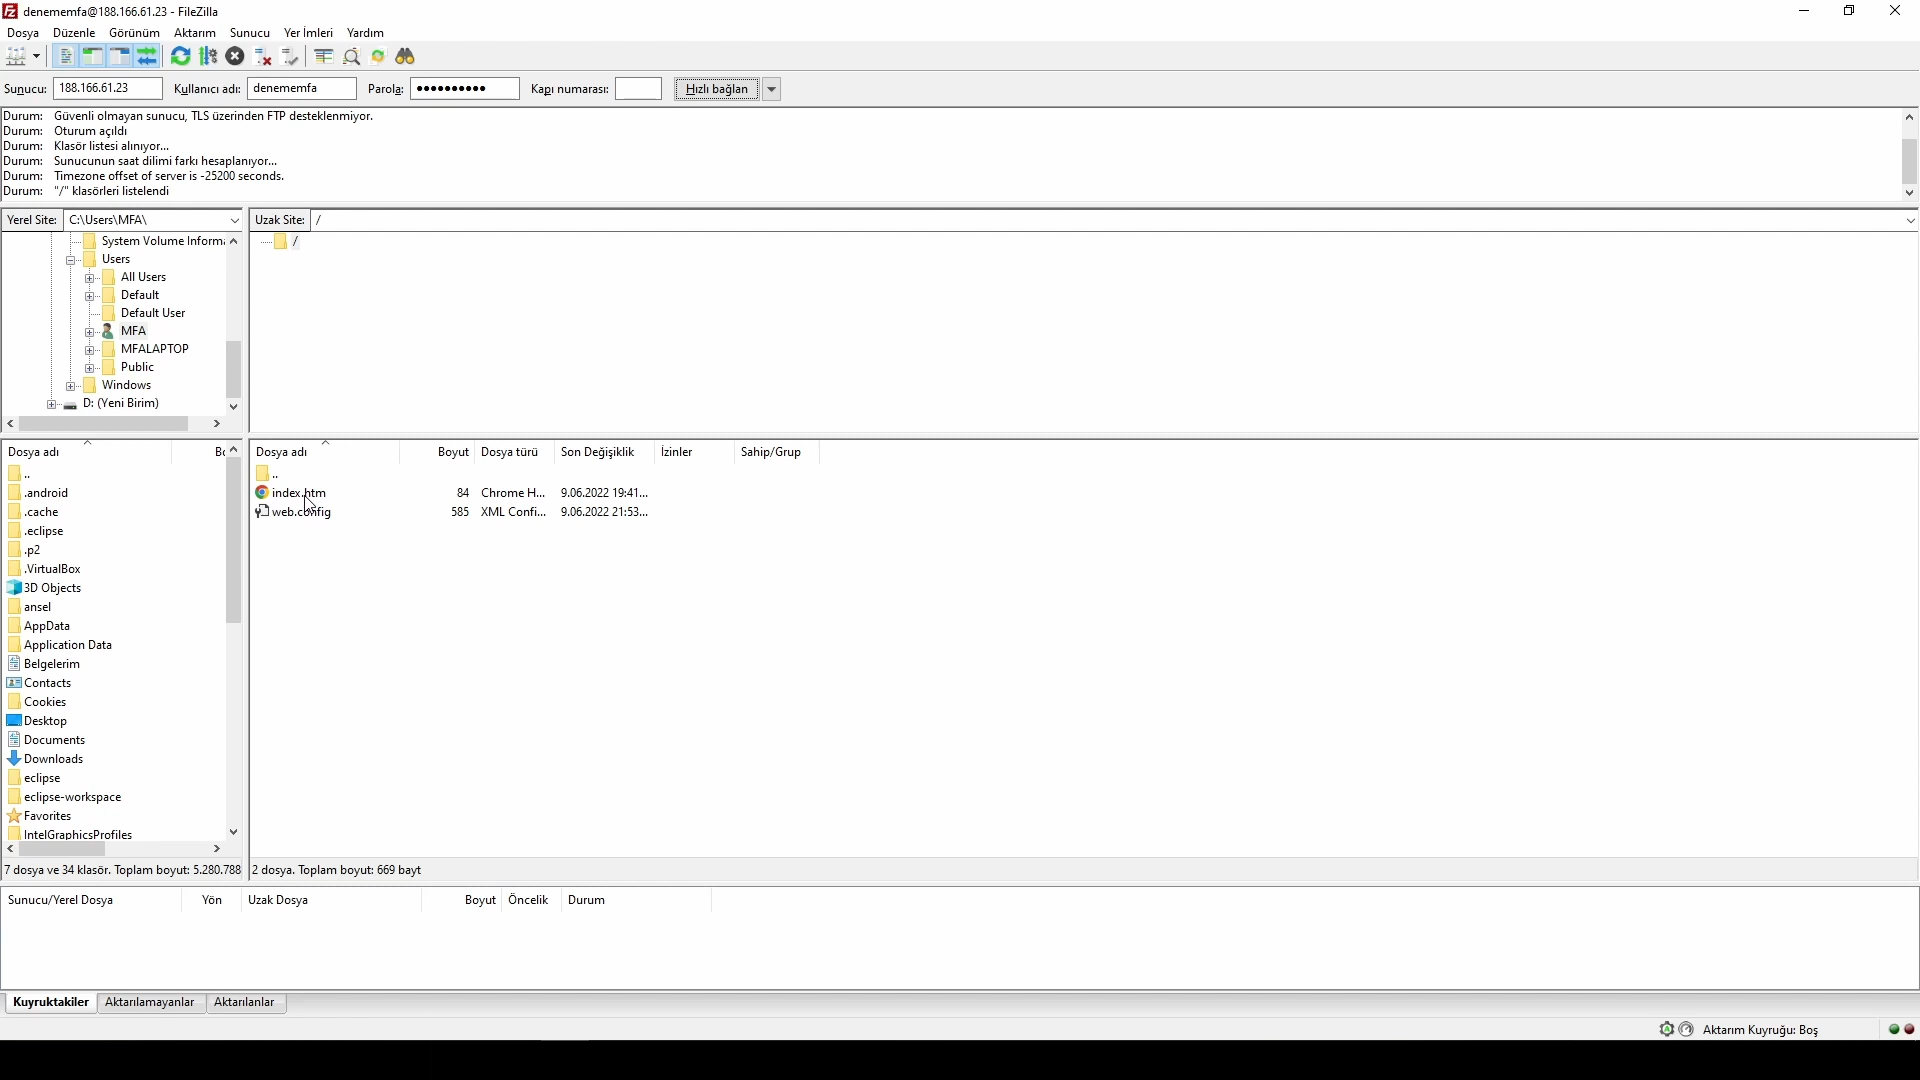 denememfa@188.166.61.23 - FileZilla
Dosya Düzenle Görünüm Aktarım Sunucu Yer İmleri Yardım
Sunucu: 188.166.61.23 Kullanıcı adı: denememfa Parola: ●●●●●●●●●● Kapı numarası: Hızlı bağlan
Durum: Güvenli olmayan sunucu, TLS üzerinden FTP desteklenmiyor.
Durum: Oturum açıldı
Durum: Klasör listesi alınıyor...
Durum: Sunucunun saat dilimi farkı hesaplanıyor...
Durum: Timezone offset of server is -25200 seconds.
Durum: "/" klasörleri listelendi
Yerel Site: C:\Users\MFA\
System Volume Informa
Users
All Users
Default
Default User
MFA
MFALAPTOP
Public
Windows
D: (Yeni Birim)
Uzak Site: /
/
Dosya adı Bo
..
.android
.cache
.eclipse
.p2
.VirtualBox
3D Objects
ansel
AppData
Application Data
Belgelerim
Contacts
Cookies
Desktop
Documents
Downloads
eclipse
eclipse-workspace
Favorites
IntelGraphicsProfiles
7 dosya ve 34 klasör. Toplam boyut: 5.280.788
Dosya adı Boyut Dosya türü Son Değişiklik İzinler Sahip/Grup
..
index.htm 84 Chrome H... 9.06.2022 19:41...
web.config 585 XML Confi... 9.06.2022 21:53...
2 dosya. Toplam boyut: 669 bayt
Sunucu/Yerel Dosya Yön Uzak Dosya Boyut Öncelik Durum
Kuyruktakiler Aktarılamayanlar Aktarılanlar
Aktarım Kuyruğu: Boş